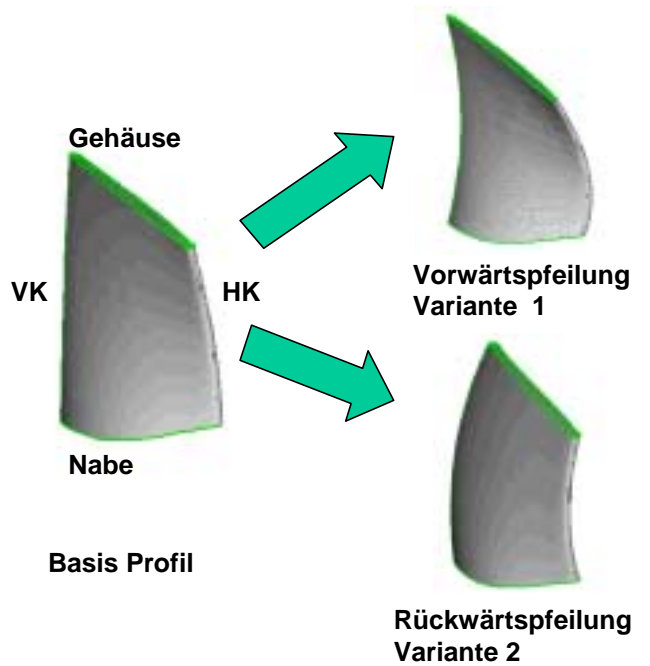 Gehäuse
VK
HK
Nabe
Basis Profil
Vorwärtspfeilung
Variante 1
Rückwärtspfeilung
Variante 2